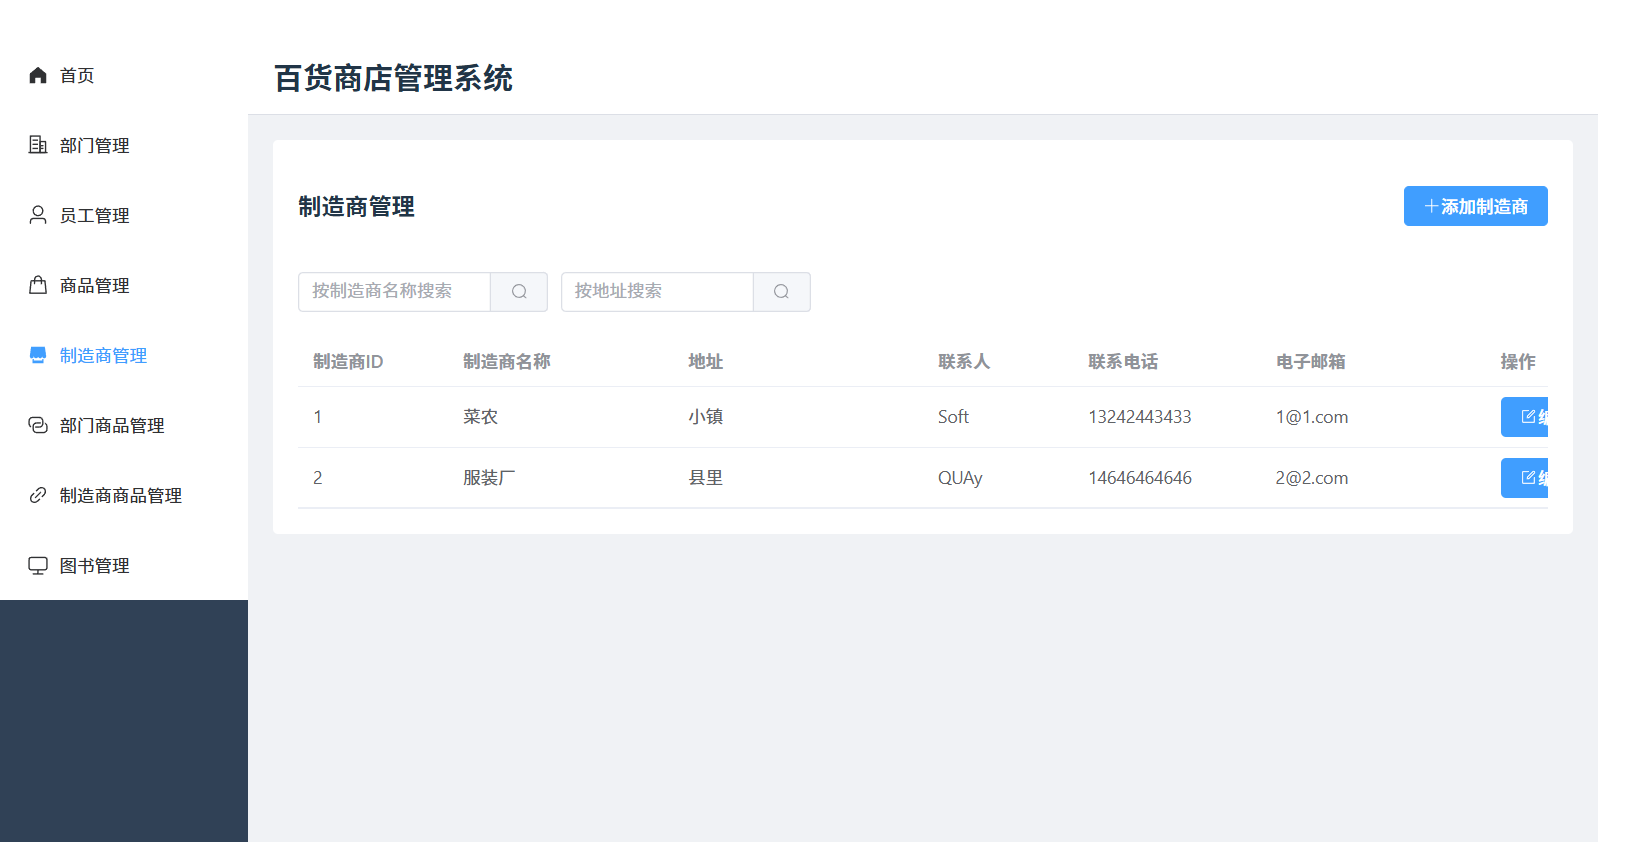 首页
部门管理
员工管理
商品管理
制造商管理
部门商品管理
制造商商品管理
图书管理
百货商店管理系统
制造商管理
添加制造商
按制造商名称搜索 按地址搜索
制造商ID 制造商名称 地址 联系人 联系电话 电子邮箱 操作
1 菜农 小镇 Soft 13242443433 1@1.com
2 服装厂 县里 QUAy 14646464646 2@2.com